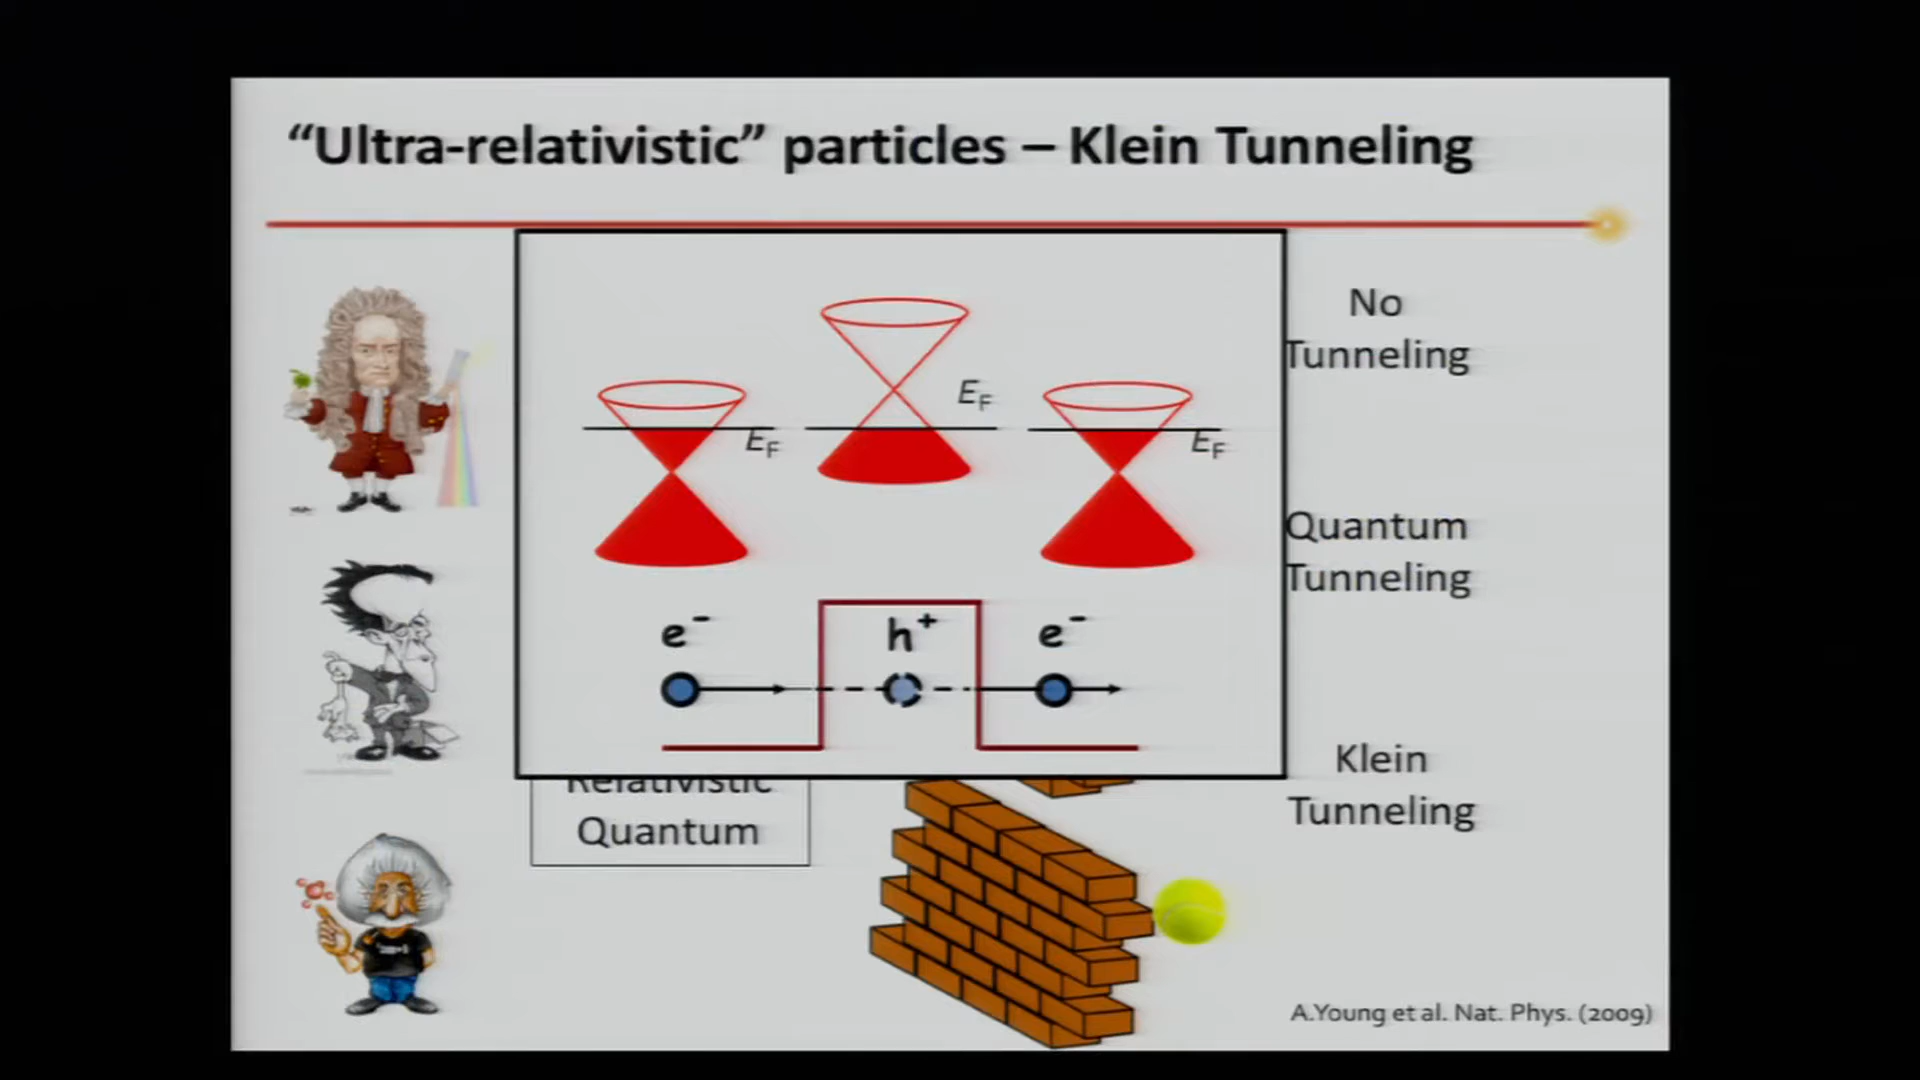 “Ultra-relativistic” particles – Klein Tunneling
No
Tunneling
E_F
E_F
E_F
Quantum
Tunneling
e⁻
h⁺
e⁻
Klein
Tunneling
Relativistic
Quantum
A.Young et al. Nat. Phys. (2009)